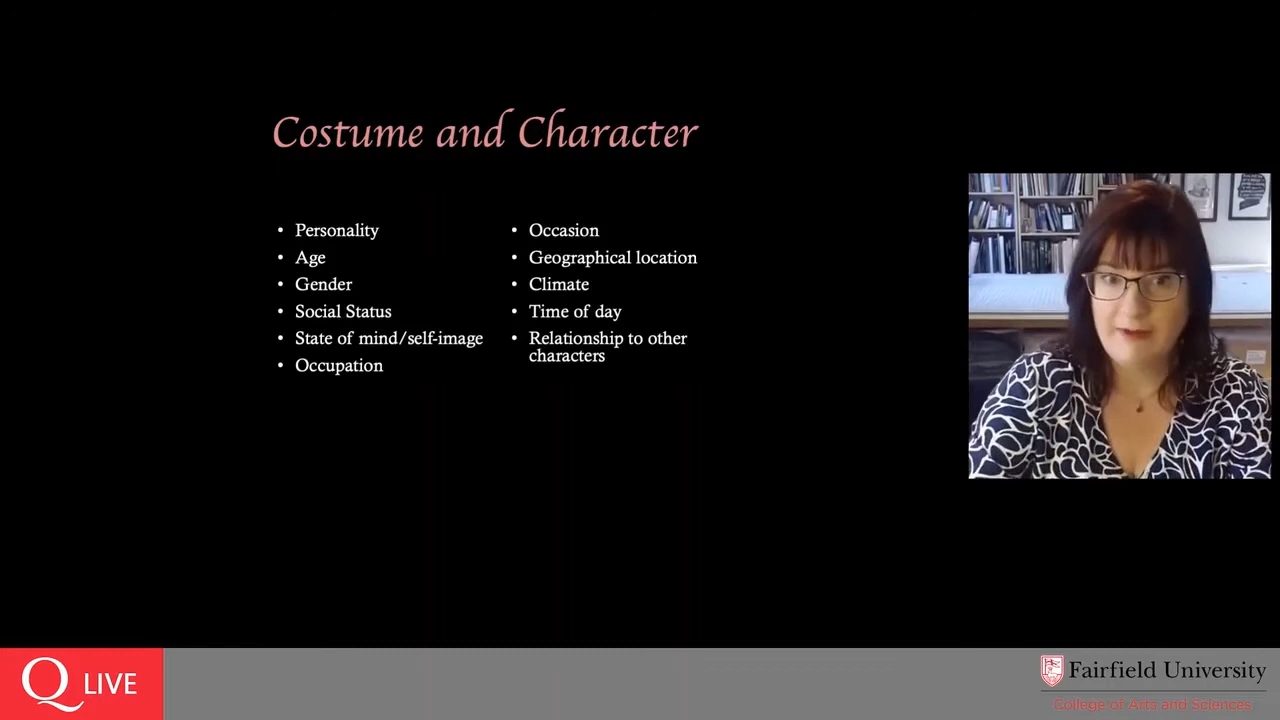 Costume and Character
• Personality
• Age
• Gender
• Social Status
• State of mind/self-image
• Occupation
• Occasion
• Geographical location
• Climate
• Time of day
• Relationship to other
characters
Q LIVE
Fairfield University
College of Arts and Sciences